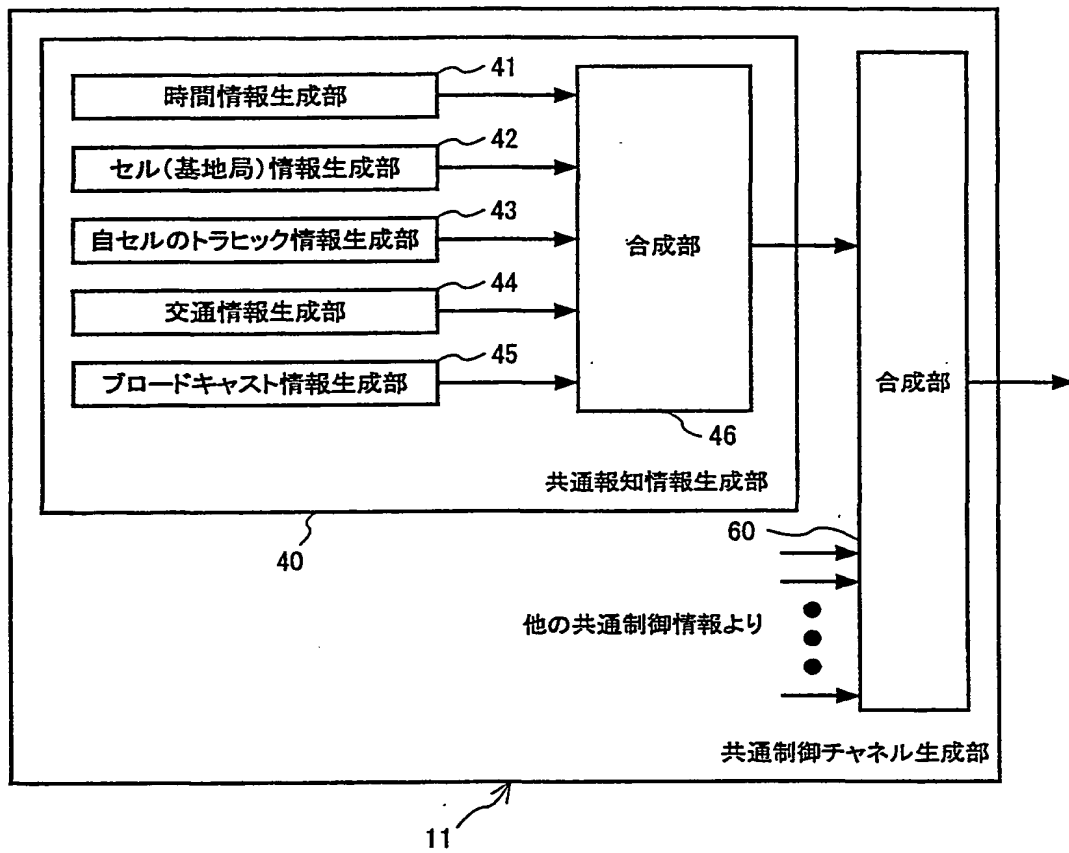 41
時間情報生成部
42
セル(基地局)情報生成部
43
自セルのトラヒック情報生成部
44
交通情報生成部
45
ブロードキャスト情報生成部
合成部
46
共通報知情報生成部
40
合成部
60
他の共通制御情報より
共通制御チャネル生成部
11